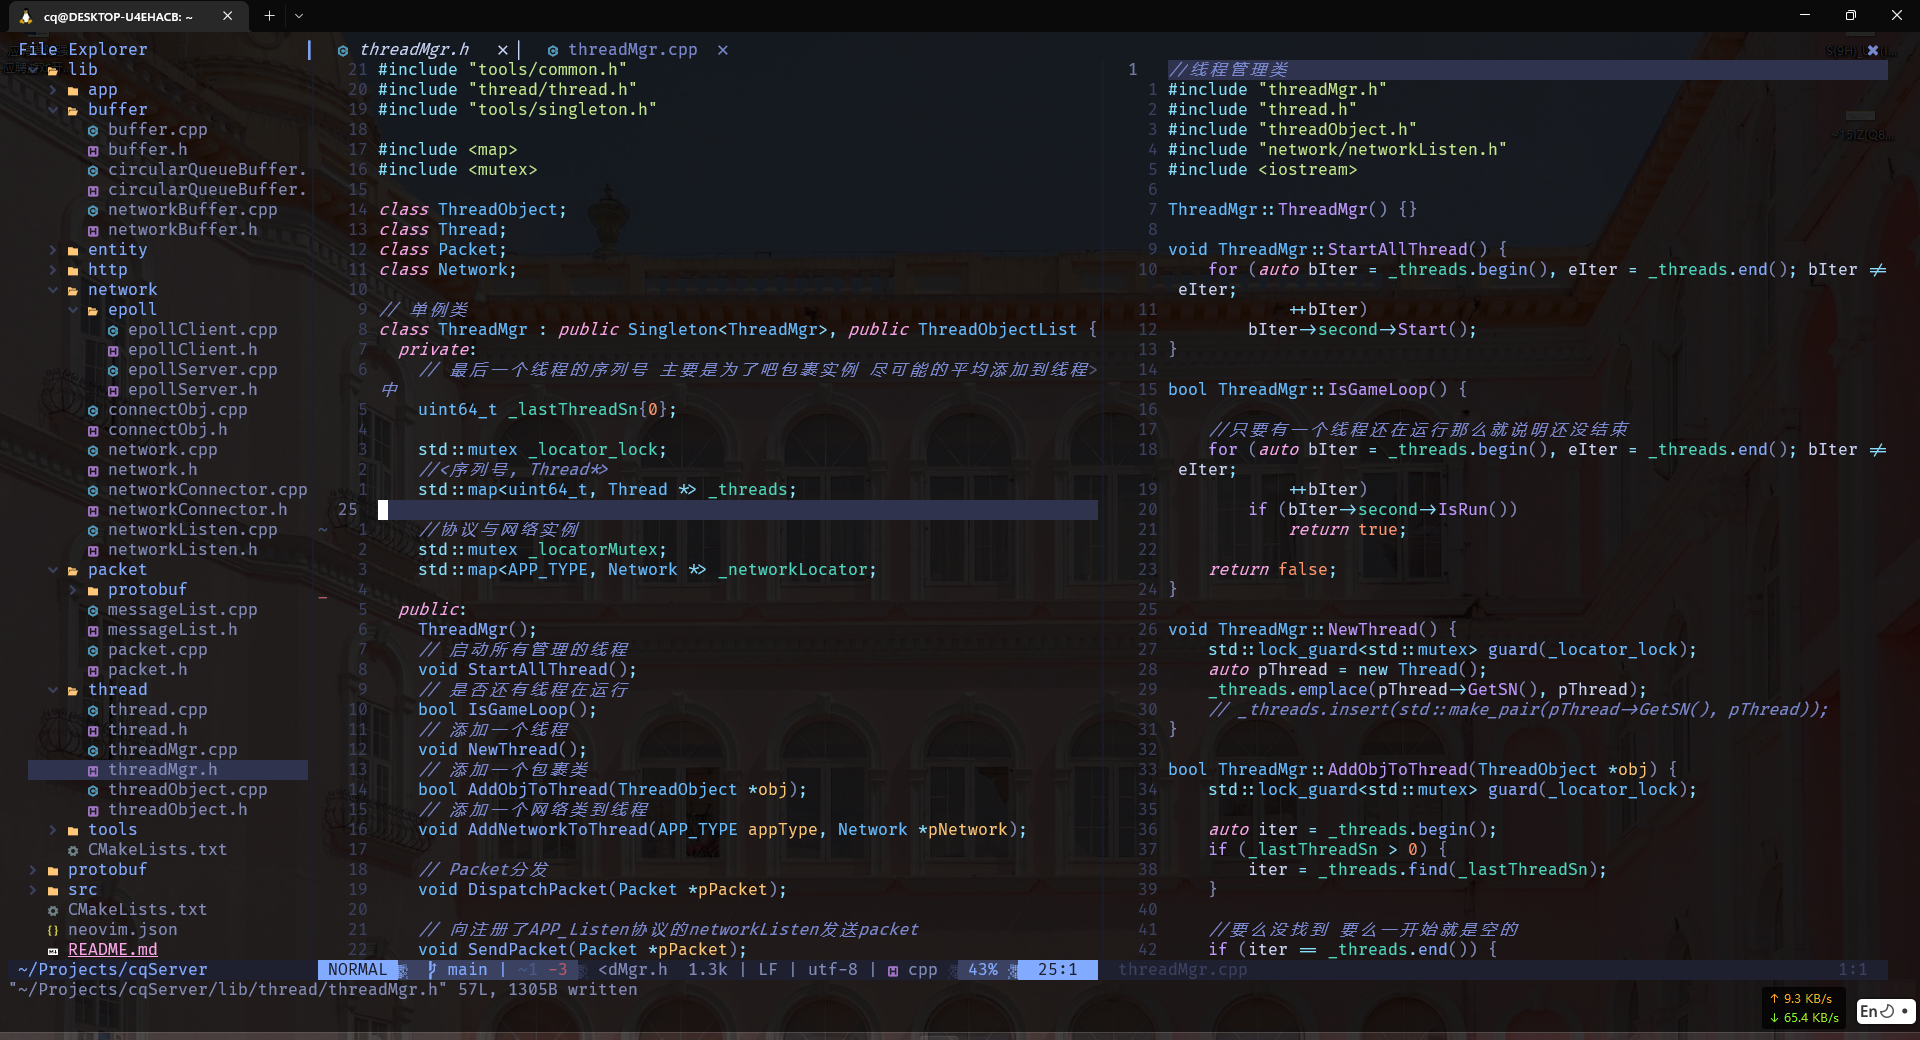 cq@DESKTOP-U4EHACB: ~
File Explorer
lib
app
buffer
buffer.cpp
buffer.h
circularQueueBuffer.
circularQueueBuffer.
networkBuffer.cpp
networkBuffer.h
entity
http
network
epoll
epollClient.cpp
epollClient.h
epollServer.cpp
epollServer.h
connectObj.cpp
connectObj.h
network.cpp
network.h
networkConnector.cpp
networkConnector.h
networkListen.cpp
networkListen.h
packet
protobuf
messageList.cpp
messageList.h
packet.cpp
packet.h
thread
thread.cpp
thread.h
threadMgr.cpp
threadMgr.h
threadObject.cpp
threadObject.h
tools
CMakeLists.txt
protobuf
src
CMakeLists.txt
neovim.json
README.md
~/Projects/cqServer
threadMgr.h
threadMgr.cpp
21 #include "tools/common.h"
20 #include "thread/thread.h"
19 #include "tools/singleton.h"
18
17 #include <map>
16 #include <mutex>
15
14 class ThreadObject;
13 class Thread;
12 class Packet;
11 class Network;
10
9 // 单例类
8 class ThreadMgr : public Singleton<ThreadMgr>, public ThreadObjectList {
7 private:
6 // 最后一个线程的序列号 主要是为了吧包裹实例 尽可能的平均添加到线程>
中
5 uint64_t _lastThreadSn{0};
4
3 std::mutex _locator_lock;
2 //<序列号, Thread*>
1 std::map<uint64_t, Thread *> _threads;
25
~ 1 //协议与网络实例
2 std::mutex _locatorMutex;
3 std::map<APP_TYPE, Network *> _networkLocator;
_ 4
5 public:
6 ThreadMgr();
7 // 启动所有管理的线程
8 void StartAllThread();
9 // 是否还有线程在运行
10 bool IsGameLoop();
11 // 添加一个线程
12 void NewThread();
13 // 添加一个包裹类
14 bool AddObjToThread(ThreadObject *obj);
15 // 添加一个网络类到线程
16 void AddNetworkToThread(APP_TYPE appType, Network *pNetwork);
17
18 // Packet分发
19 void DispatchPacket(Packet *pPacket);
20
21 // 向注册了APP_Listen协议的networkListen发送packet
22 void SendPacket(Packet *pPacket);
NORMAL main | ~1 -3 <dMgr.h 1.3k | LF | utf-8 | cpp 43% 25:1
1 //线程管理类
1 #include "threadMgr.h"
2 #include "thread.h"
3 #include "threadObject.h"
4 #include "network/networkListen.h"
5 #include <iostream>
6
7 ThreadMgr::ThreadMgr() {}
8
9 void ThreadMgr::StartAllThread() {
10 for (auto bIter = _threads.begin(), eIter = _threads.end(); bIter !=
eIter;
11 ++bIter)
12 bIter->second->Start();
13 }
14
15 bool ThreadMgr::IsGameLoop() {
16
17 //只要有一个线程还在运行那么就说明还没结束
18 for (auto bIter = _threads.begin(), eIter = _threads.end(); bIter !=
eIter;
19 ++bIter)
20 if (bIter->second->IsRun())
21 return true;
22
23 return false;
24 }
25
26 void ThreadMgr::NewThread() {
27 std::lock_guard<std::mutex> guard(_locator_lock);
28 auto pThread = new Thread();
29 _threads.emplace(pThread->GetSN(), pThread);
30 // _threads.insert(std::make_pair(pThread->GetSN(), pThread));
31 }
32
33 bool ThreadMgr::AddObjToThread(ThreadObject *obj) {
34 std::lock_guard<std::mutex> guard(_locator_lock);
35
36 auto iter = _threads.begin();
37 if (_lastThreadSn > 0) {
38 iter = _threads.find(_lastThreadSn);
39 }
40
41 //要么没找到 要么一开始就是空的
42 if (iter == _threads.end()) {
threadMgr.cpp 1:1
"~/Projects/cqServer/lib/thread/threadMgr.h" 57L, 1305B written
↑ 9.3 KB/s
↓ 65.4 KB/s
En